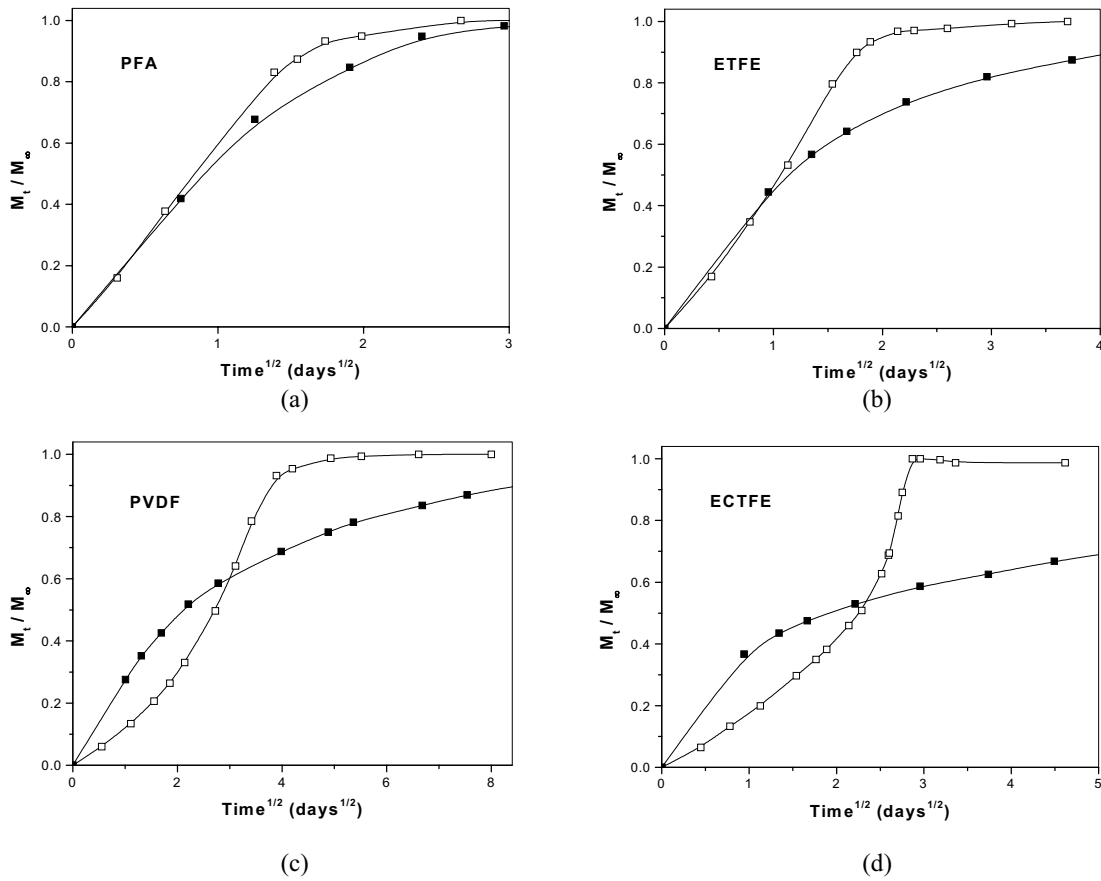 PFA
1.0
0.8
0.6
0.4
0.2
0.0
M_t / M_∞
0 1 2 3
Time^{1/2} (days^{1/2})
(a)
ETFE
1.0
0.8
0.6
0.4
0.2
0.0
M_t / M_∞
0 1 2 3 4
Time^{1/2} (days^{1/2})
(b)
PVDF
1.0
0.8
0.6
0.4
0.2
0.0
M_t / M_∞
0 2 4 6 8
Time^{1/2} (days^{1/2})
(c)
ECTFE
1.0
0.8
0.6
0.4
0.2
0.0
M_t / M_∞
0 1 2 3 4 5
Time^{1/2} (days^{1/2})
(d)